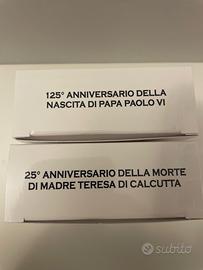 125° ANNIVERSARIO DELLA
NASCITA DI PAPA PAOLO VI
25° ANNIVERSARIO DELLA MORTE
DI MADRE TERESA DI CALCUTTA
subito